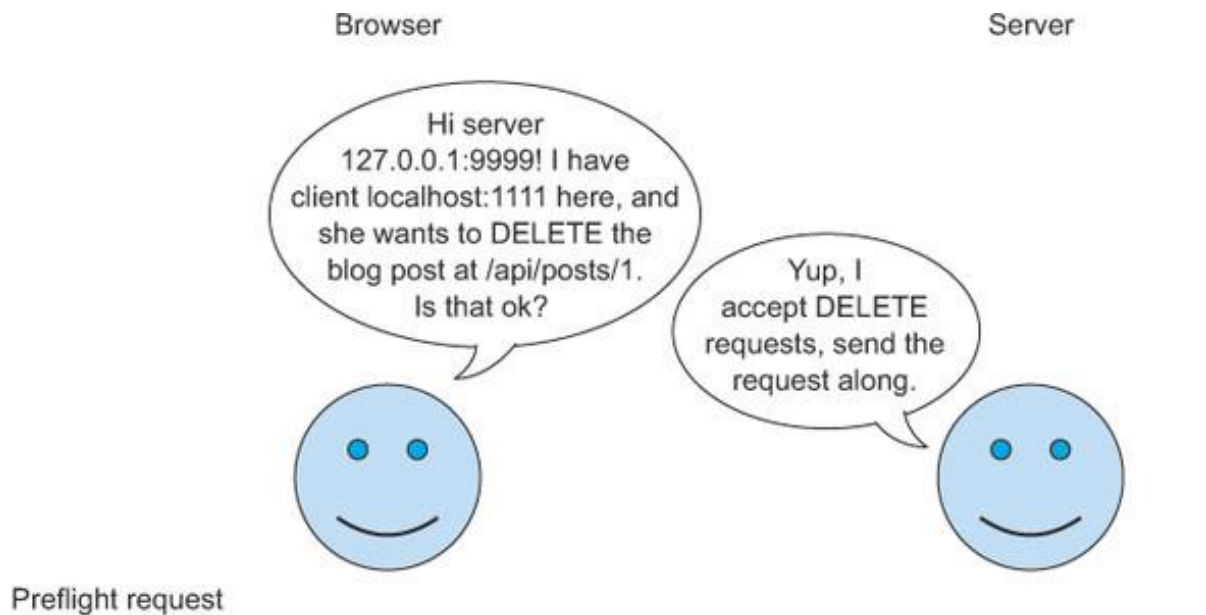 Browser
Server
Hi server
127.0.0.1:9999! I have
client localhost:1111 here, and
she wants to DELETE the
blog post at /api/posts/1.
Is that ok?
Yup, I
accept DELETE
requests, send the
request along.
Preflight request